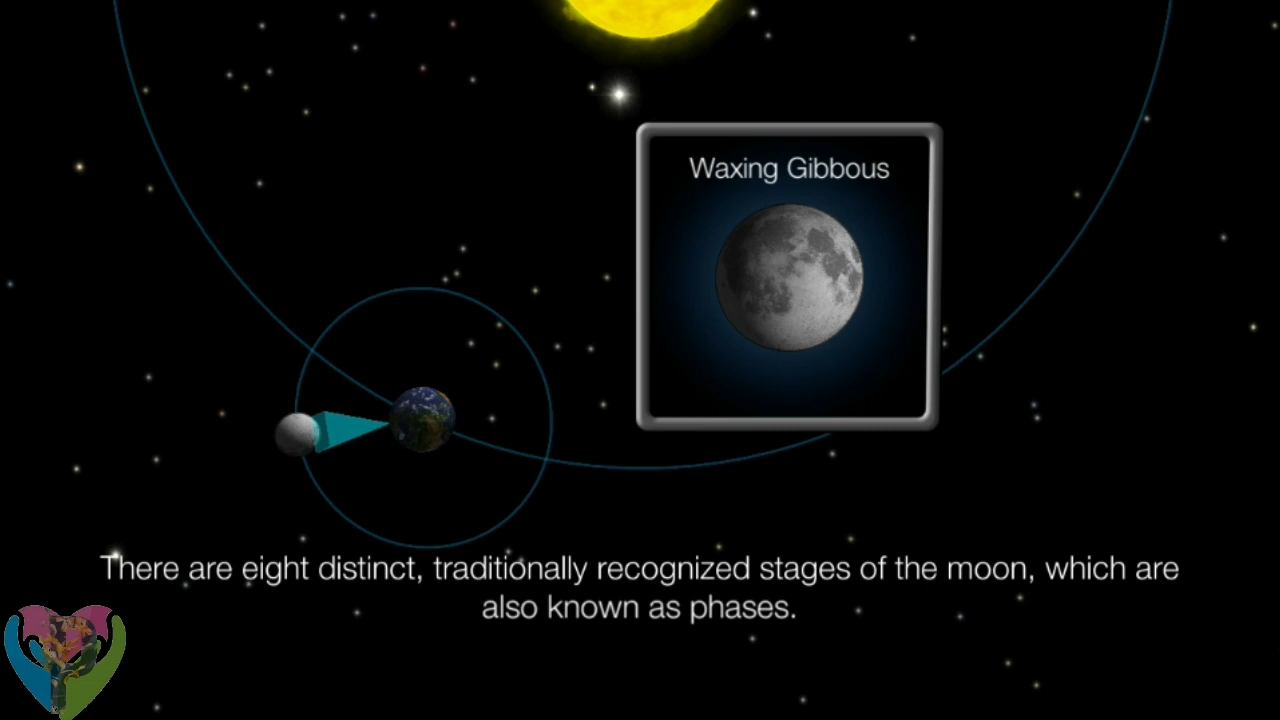 Waxing Gibbous
There are eight distinct, traditionally recognized stages of the moon, which are
also known as phases.